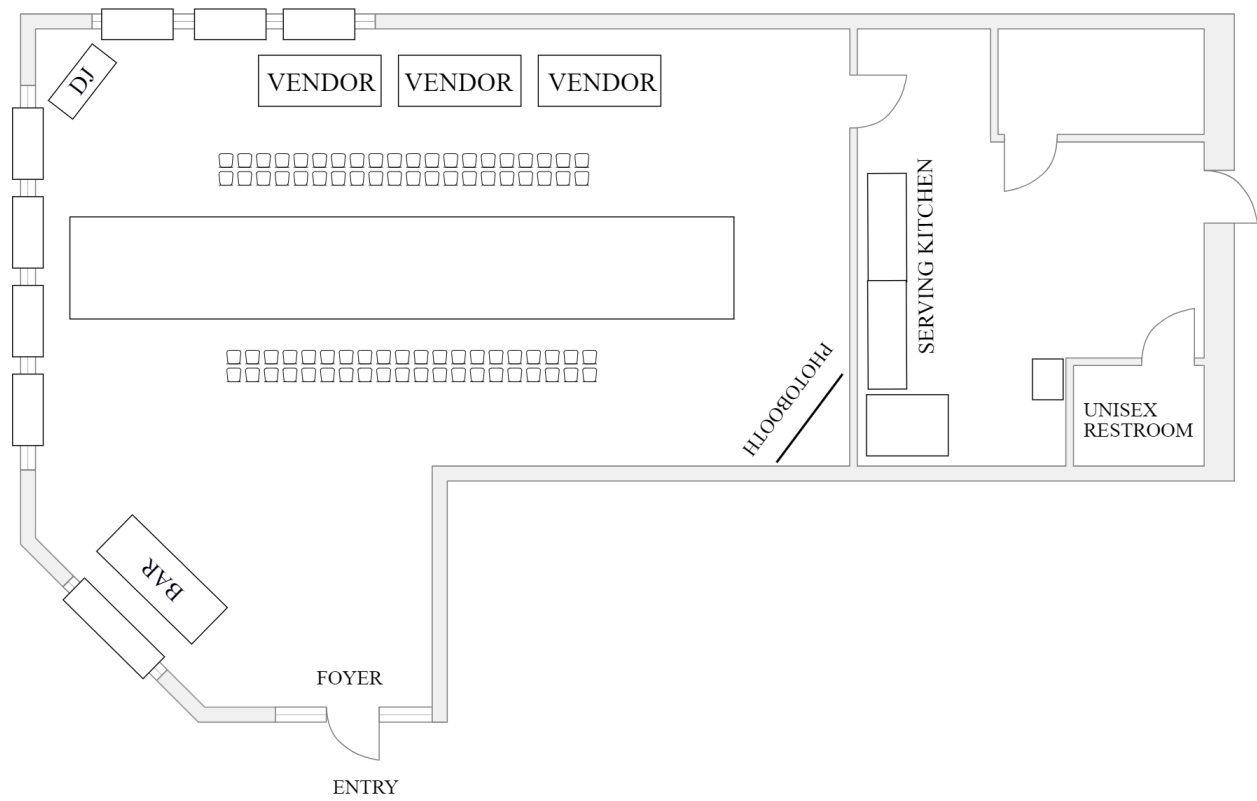 DJ
VENDOR
VENDOR
VENDOR
SERVING KITCHEN
PHOTOBOOTH
UNISEX
RESTROOM
BAR
FOYER
ENTRY